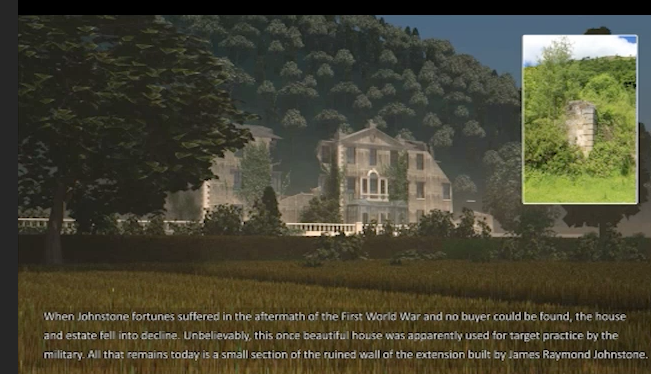 When Johnstone fortunes suffered in the aftermath of the First World War and no buyer could be found, the house
and estate fell into decline. Unbelievably, this once beautiful house was apparently used for target practice by the
military. All that remains today is a small section of the ruined wall of the extension built by James Raymond Johnstone.